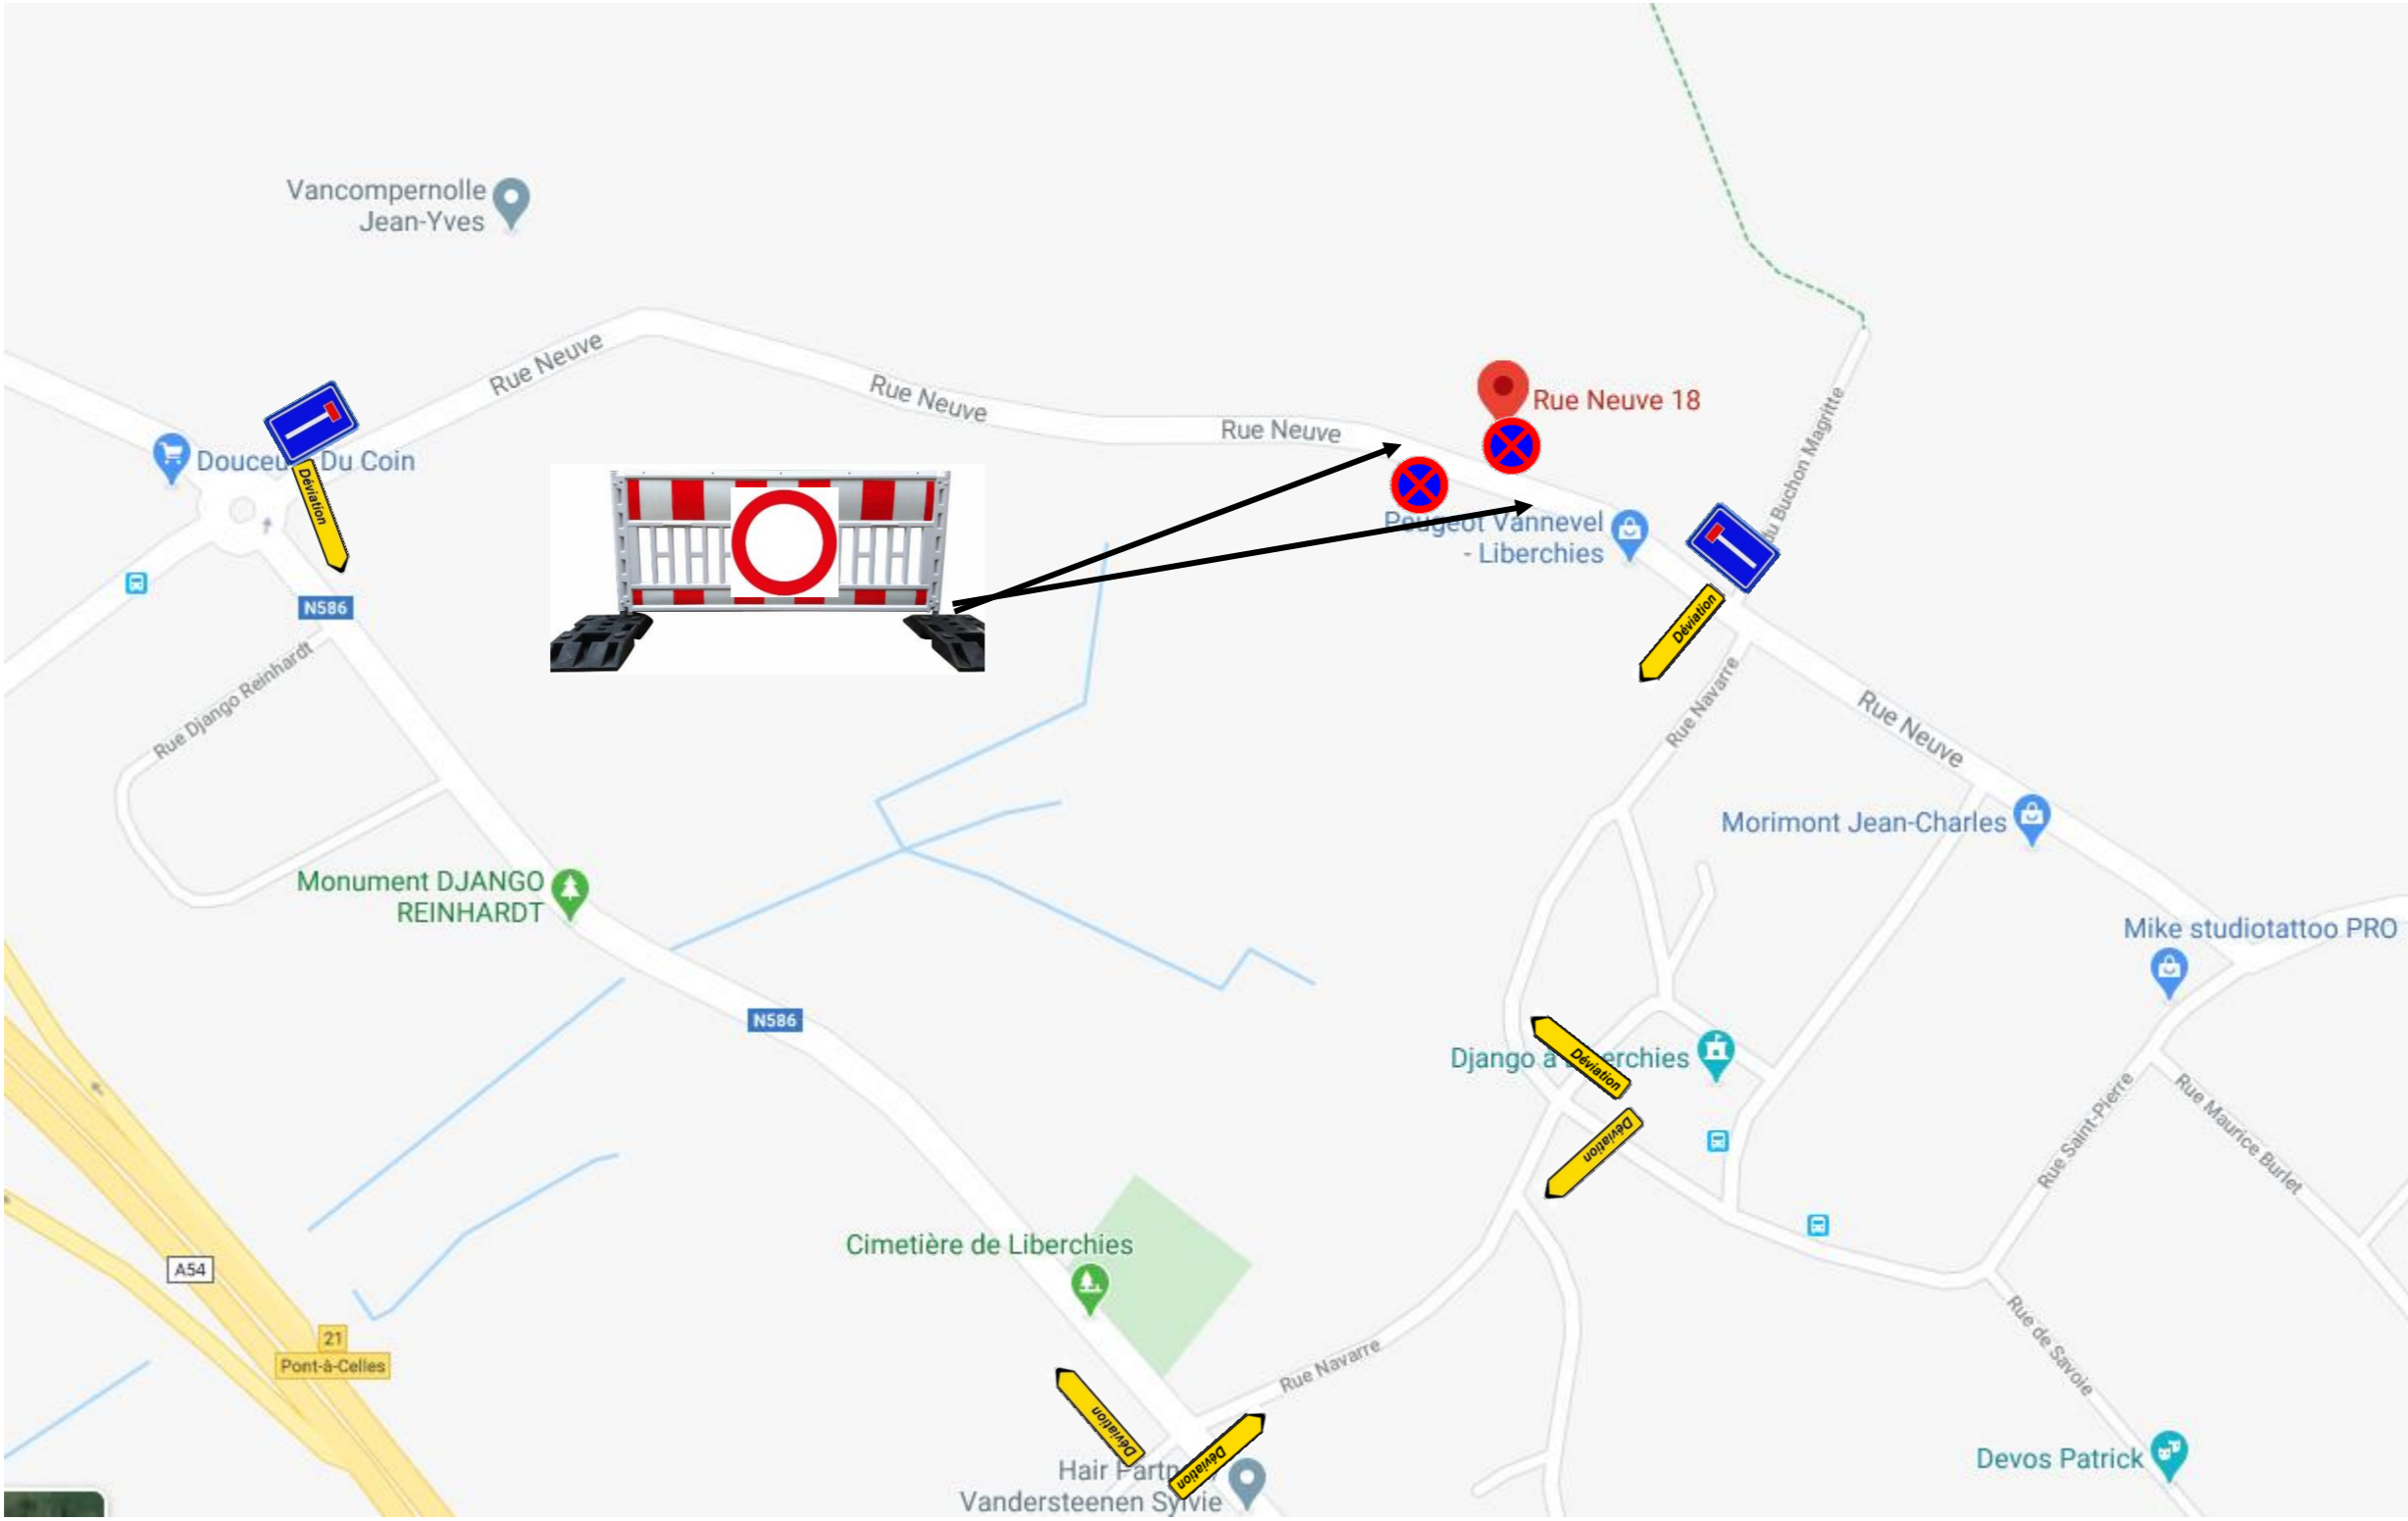 Vancompernolle
Jean-Yves
Rue Neuve
Rue Neuve
Rue Neuve
Rue Neuve 18
du Buchon Magritte
Du Coin
Déviation
Peugeot Vannevel
- Liberchies
Déviation
N586
Rue Django Reinhardt
Rue Navarre
Rue Neuve
Morimont Jean-Charles
Monument DJANGO
REINHARDT
Mike studiotattoo PRO
N586
Django à
erchies
Déviation
Déviation
Rue Saint-Pierre
Rue Maurice Burlet
Cimetière de Liberchies
A54
21
Pont-à-Celles
Rue Navarre
Rue de Savoie
Déviation
Déviation
Hair
Vandersteenen Sylvie
Devos Patrick